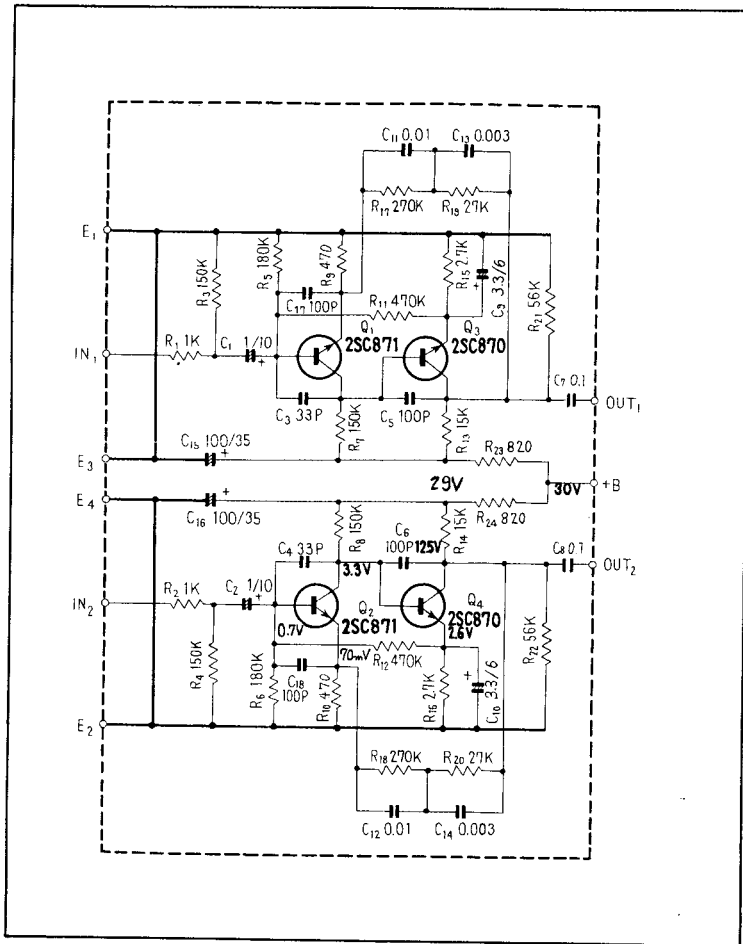 C₁₁ 0.01 C₁₃ 0.003
R₁₇ 270K R₁₉ 27K
E₁
R₃ 150K
R₅ 180K
R₉ 470
R₁₅ 2.7K
+
C₉ 3.3/6
R₂₁ 56K
C₁₇ 100P
R₁₁ 470K
Q₁
2SC871
Q₃
2SC870
IN₁
R₁ 1K
C₁ 1/10
+
C₃ 33P
R₇ 150K
C₅ 100P
R₁₃ 15K
C₇ 0.1
OUT₁
E₃
C₁₅ 100/35
+
R₂₃ 820
29V
30V
+B
E₄
C₁₆ 100/35
+
R₂₄ 820
R₈ 150K
C₆
100P
125V
R₁₄ 15K
C₄ 33P
3.3V
C₈ 0.1
OUT₂
IN₂
R₂ 1K
C₂ 1/10
+
0.7V
Q₂
2SC871
Q₄
2SC870
2.6V
70mV
R₁₂ 470K
R₄ 150K
R₆ 180K
C₁₈
100P
R₁₀ 470
R₁₆ 2.7K
+
C₁₀ 3.3/6
R₂₂ 56K
E₂
R₁₈ 270K R₂₀ 27K
C₁₂ 0.01 C₁₄ 0.003